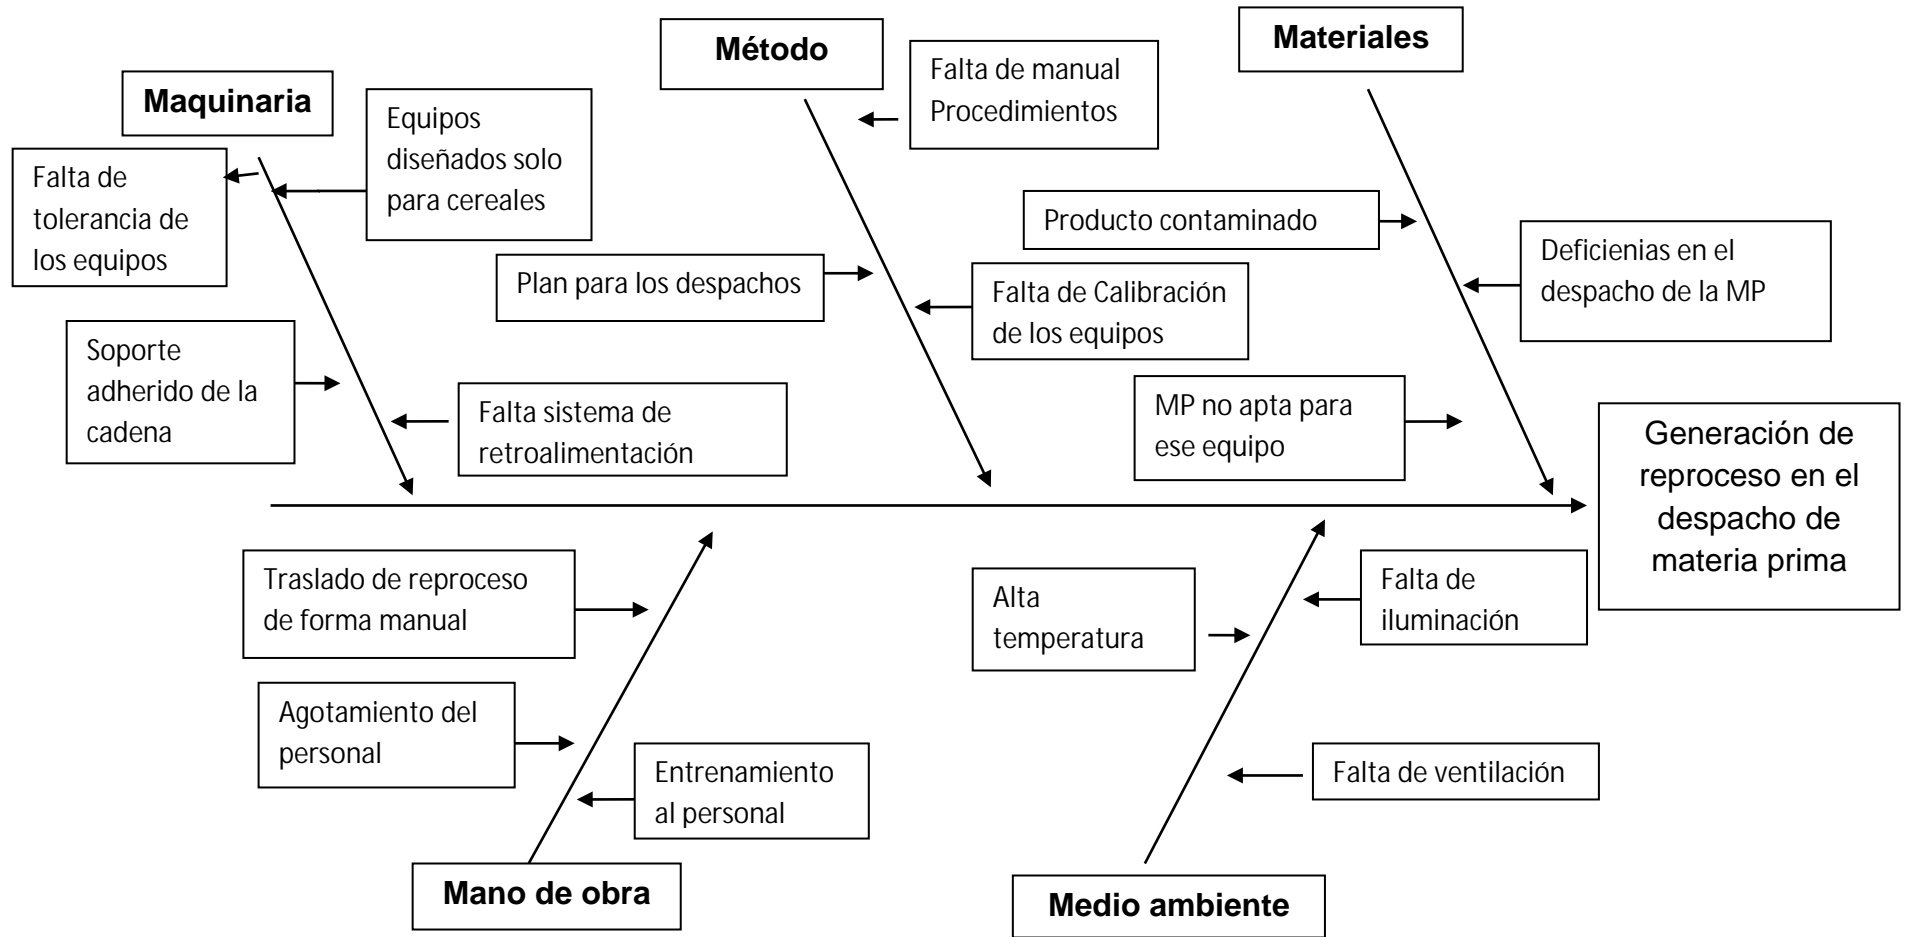 Maquinaria
Método
Materiales
Falta de
tolerancia de
los equipos
Equipos
diseñados solo
para cereales
Falta de manual
Procedimientos
Producto contaminado
Deficienias en el
despacho de la MP
Plan para los despachos
Falta de Calibración
de los equipos
Soporte
adherido de la
cadena
Falta sistema de
retroalimentación
MP no apta para
ese equipo
Generación de
reproceso en el
despacho de
materia prima
Traslado de reproceso
de forma manual
Alta
temperatura
Falta de
iluminación
Agotamiento del
personal
Entrenamiento
al personal
Falta de ventilación
Mano de obra
Medio ambiente